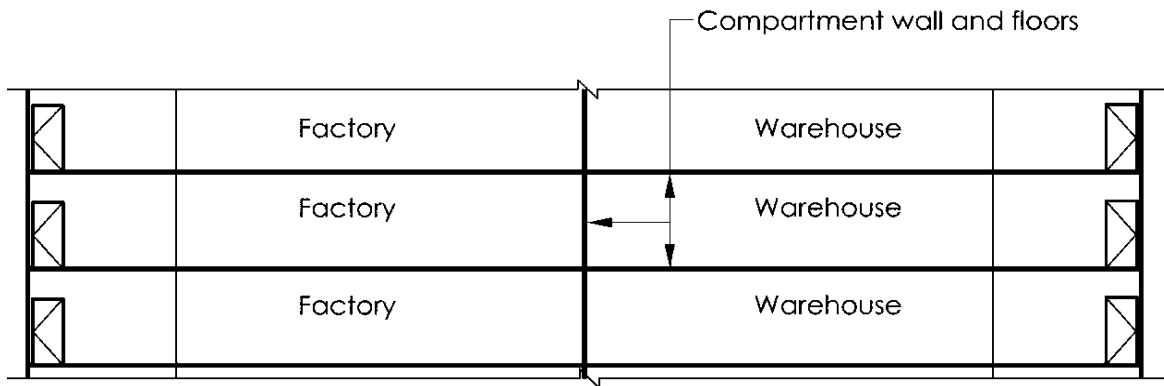 Compartment wall and floors
Factory
Warehouse
Factory
Warehouse
Factory
Warehouse